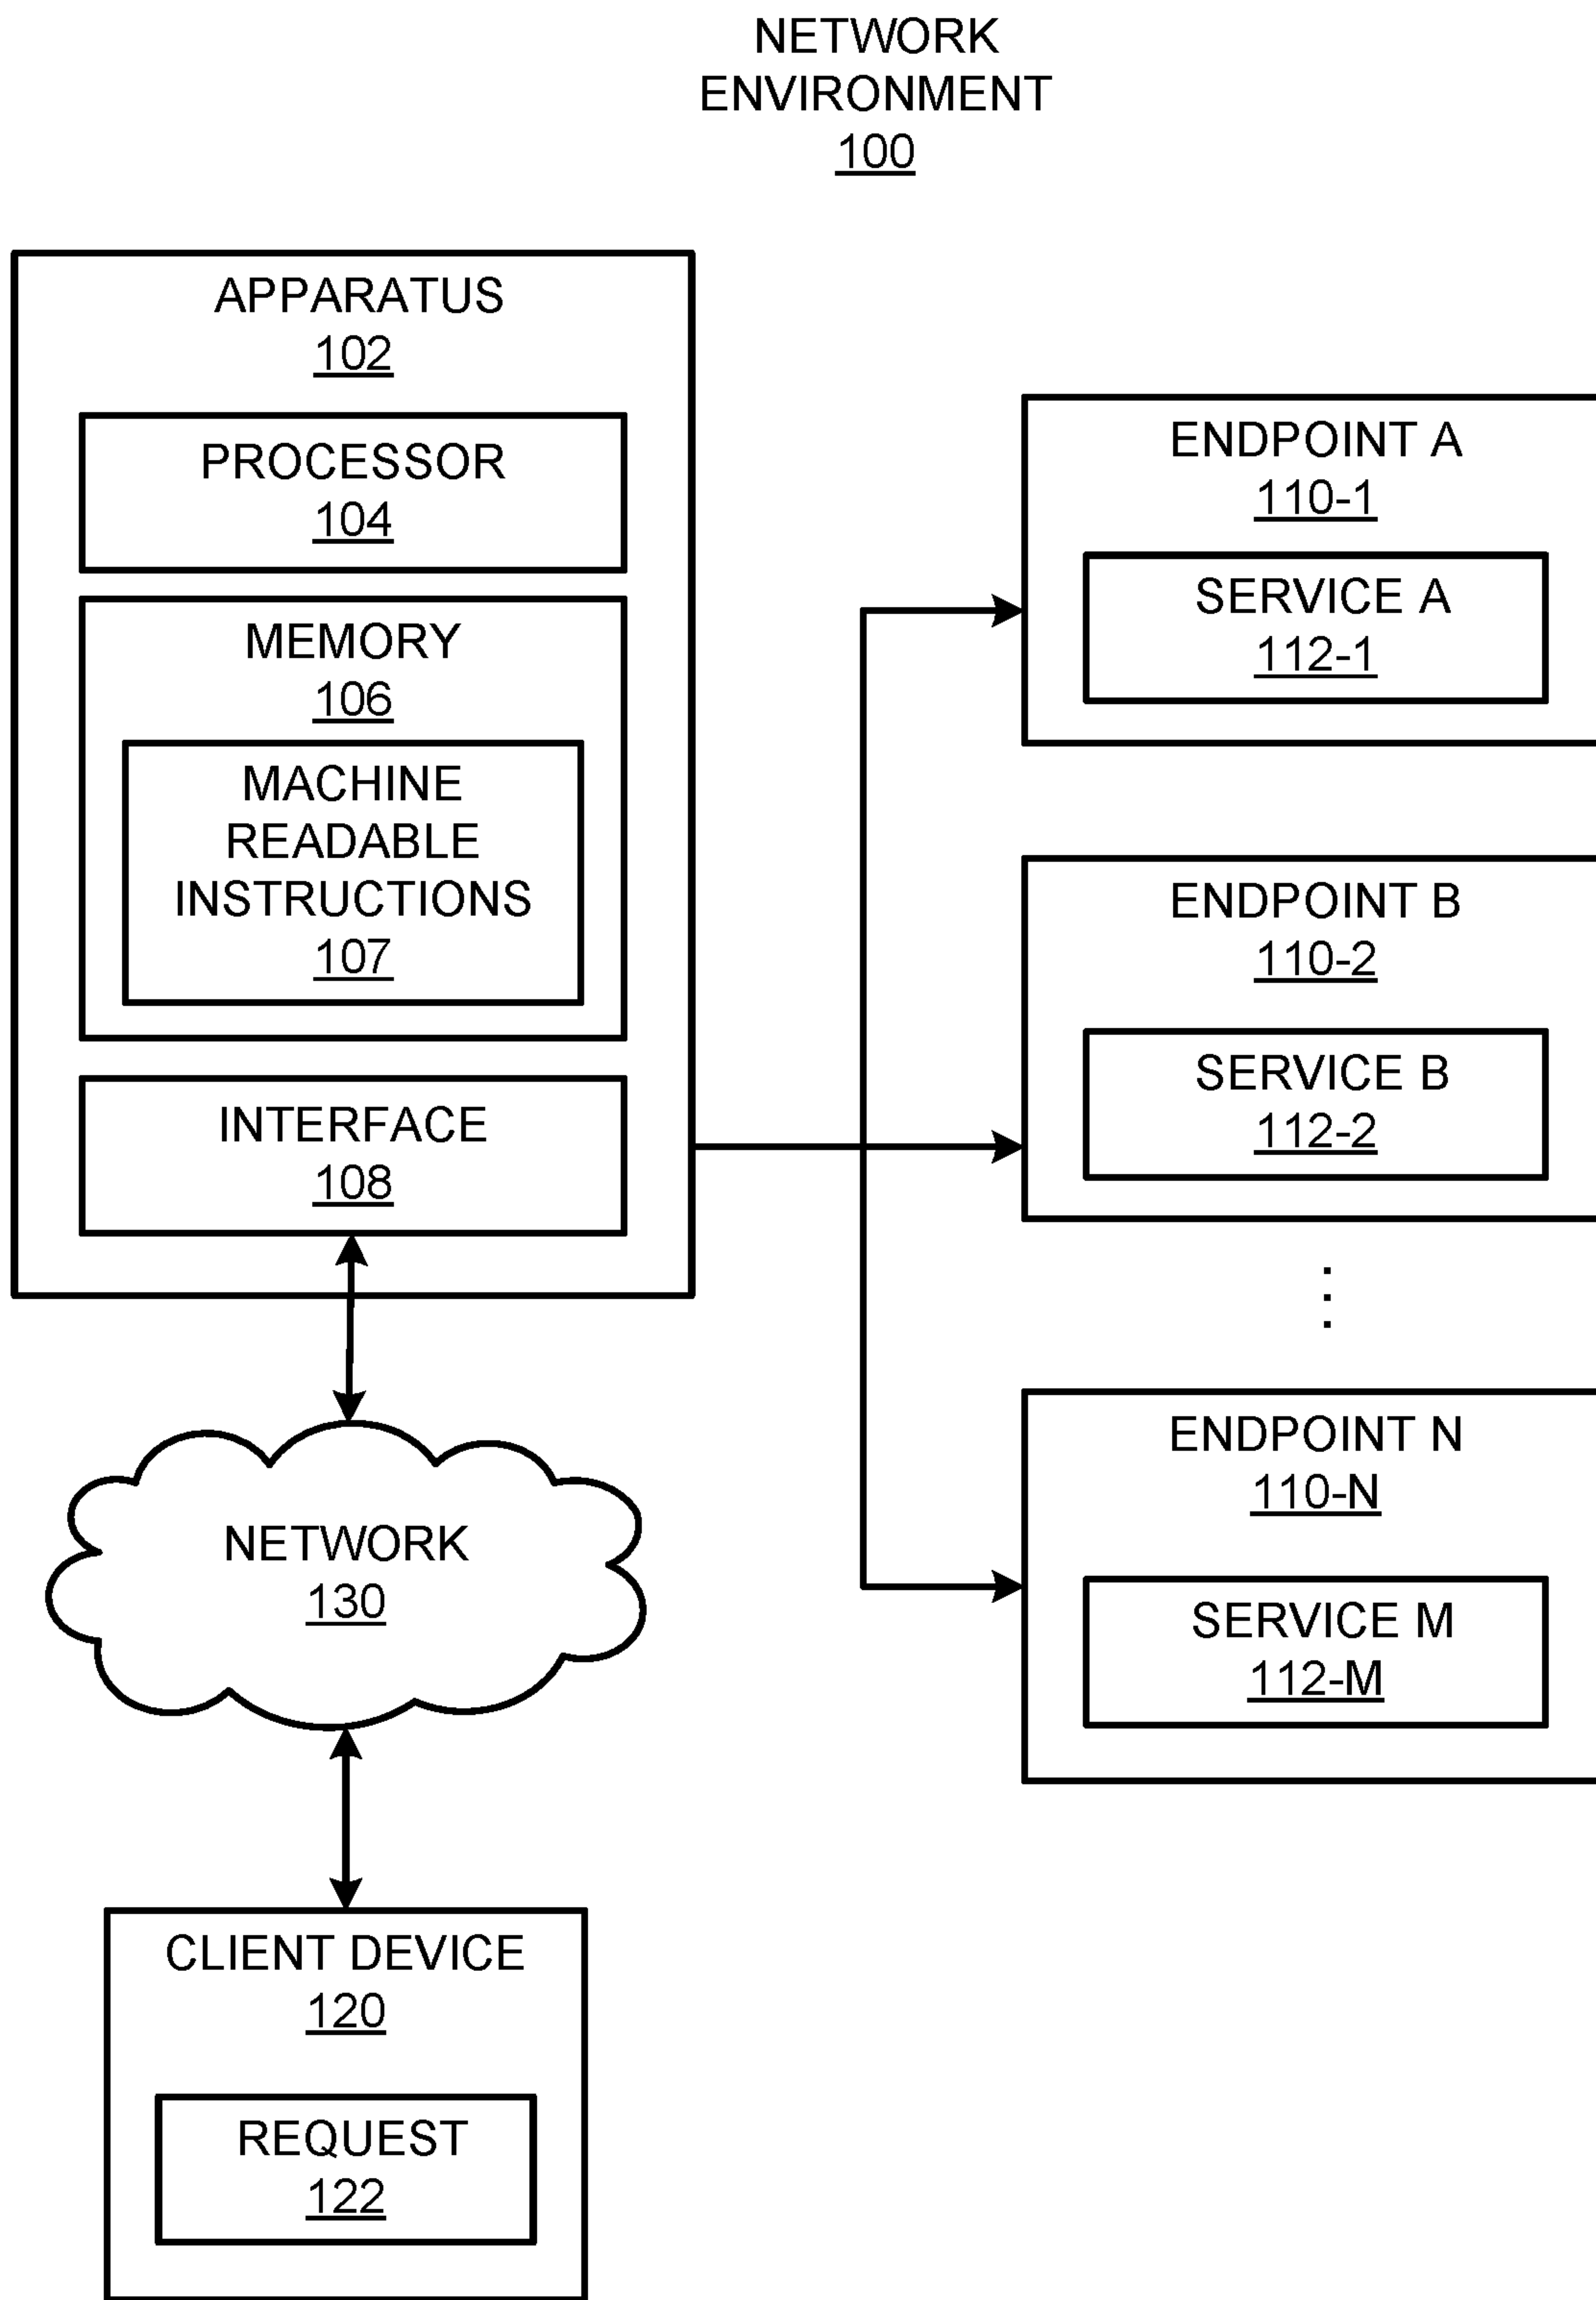 NETWORK
ENVIRONMENT
100
APPARATUS
102
PROCESSOR
104
MEMORY
106
MACHINE
READABLE
INSTRUCTIONS
107
INTERFACE
108
NETWORK
130
CLIENT DEVICE
120
REQUEST
122
ENDPOINT A
110-1
SERVICE A
112-1
ENDPOINT B
110-2
SERVICE B
112-2
ENDPOINT N
110-N
SERVICE M
112-M